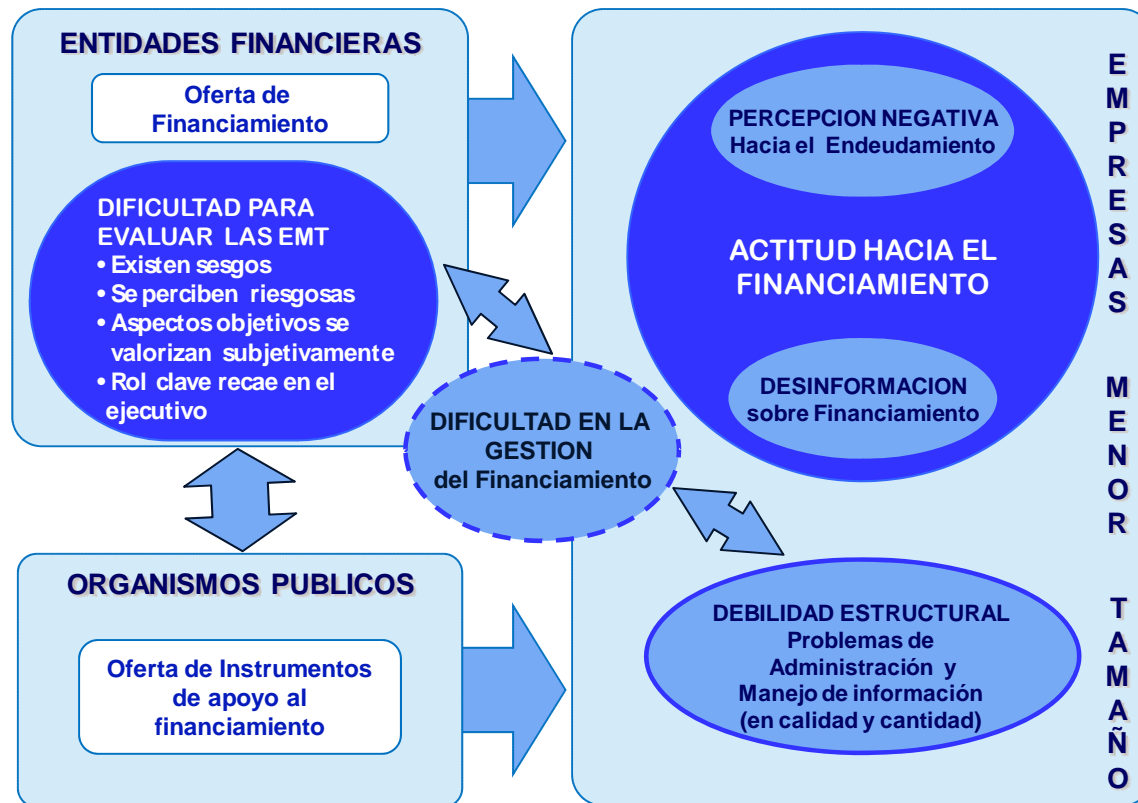 ENTIDADES FINANCIERAS
Oferta de
Financiamiento
DIFICULTAD PARA
EVALUAR LAS EMT
• Existen sesgos
• Se perciben riesgosas
• Aspectos objetivos se
valorizan subjetivamente
• Rol clave recae en el
ejecutivo
ORGANISMOS PUBLICOS
Oferta de Instrumentos
de apoyo al
financiamiento
DIFICULTAD EN LA
GESTION
del Financiamiento
PERCEPCION NEGATIVA
Hacia el Endeudamiento
ACTITUD HACIA EL
FINANCIAMIENTO
DESINFORMACION
sobre Financiamiento
DEBILIDAD ESTRUCTURAL
Problemas de
Administración y
Manejo de información
(en calidad y cantidad)
EMPRESAS MENOR TAMAÑO